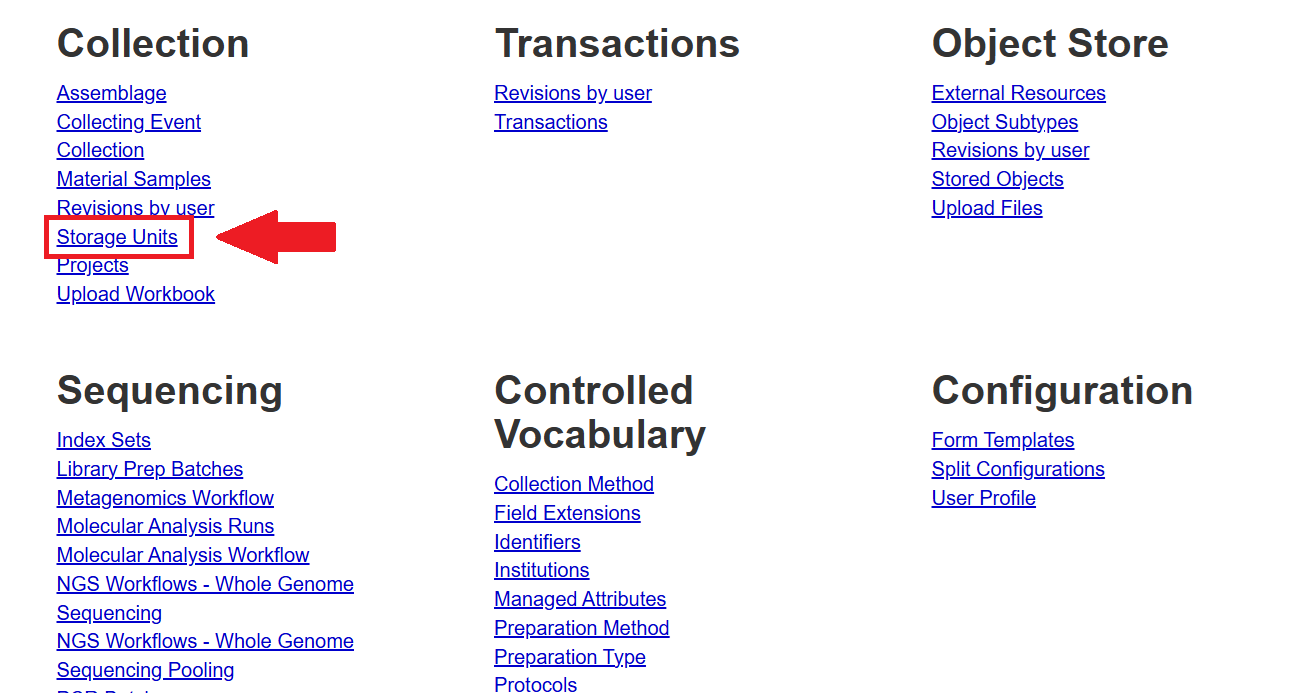 Collection
Assemblage
Collecting Event
Collection
Material Samples
Revisions by user
Storage Units
Projects
Upload Workbook
Transactions
Revisions by user
Transactions
Object Store
External Resources
Object Subtypes
Revisions by user
Stored Objects
Upload Files
Sequencing
Index Sets
Library Prep Batches
Metagenomics Workflow
Molecular Analysis Runs
Molecular Analysis Workflow
NGS Workflows - Whole Genome
Sequencing
NGS Workflows - Whole Genome
Sequencing Pooling
Controlled
Vocabulary
Collection Method
Field Extensions
Identifiers
Institutions
Managed Attributes
Preparation Method
Preparation Type
Protocols
Configuration
Form Templates
Split Configurations
User Profile